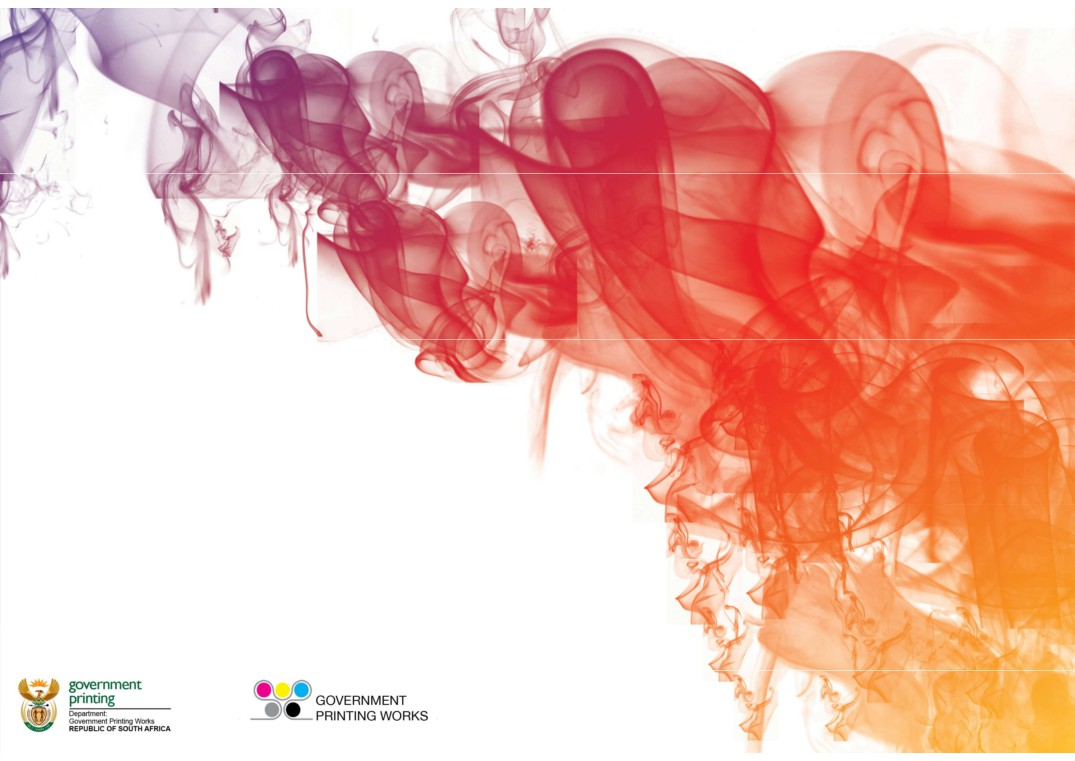 government
printing
Department:
Government Printing Works
REPUBLIC OF SOUTH AFRICA
GOVERNMENT
PRINTING WORKS